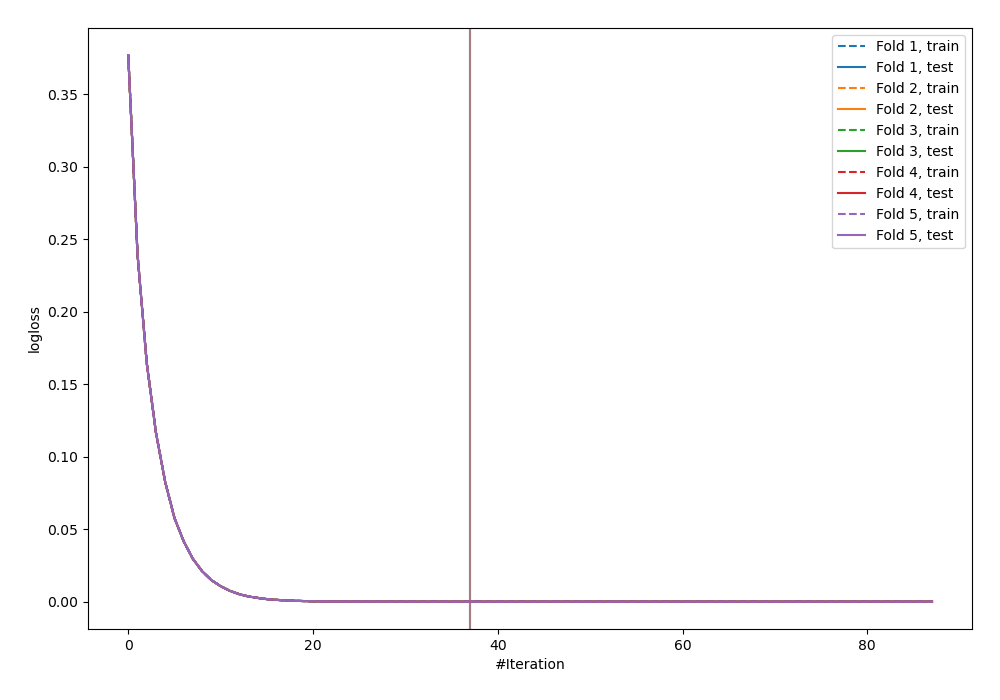 0.35
0.30
0.25
0.20
0.15
0.10
0.05
0.00
logloss
0 20 40 60 80
#Iteration
Fold 1, train
Fold 1, test
Fold 2, train
Fold 2, test
Fold 3, train
Fold 3, test
Fold 4, train
Fold 4, test
Fold 5, train
Fold 5, test